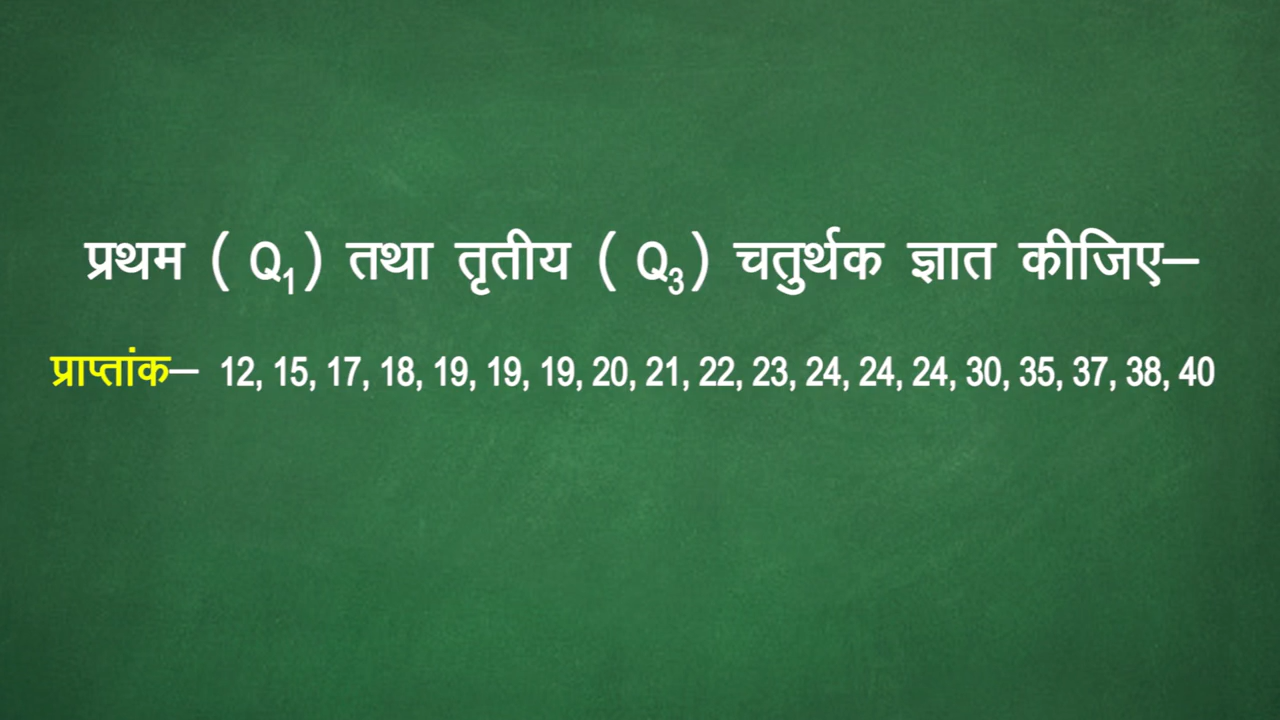 प्रथम ( Q₁ ) तथा तृतीय ( Q₃ ) चतुर्थक ज्ञात कीजिए–
प्राप्तांक– 12, 15, 17, 18, 19, 19, 19, 20, 21, 22, 23, 24, 24, 24, 30, 35, 37, 38, 40